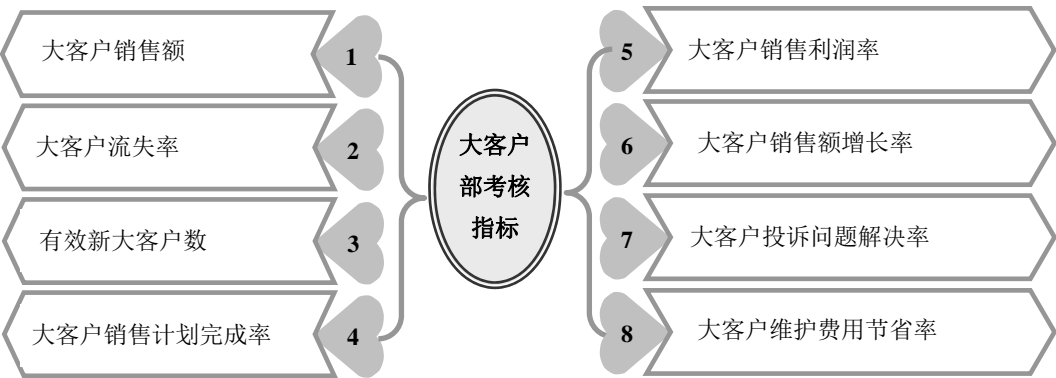 大客户销售额
1
大客户流失率
2
有效新大客户数
3
大客户销售计划完成率
4
大客户
部考核
指标
5
大客户销售利润率
6
大客户销售额增长率
7
大客户投诉问题解决率
8
大客户维护费用节省率